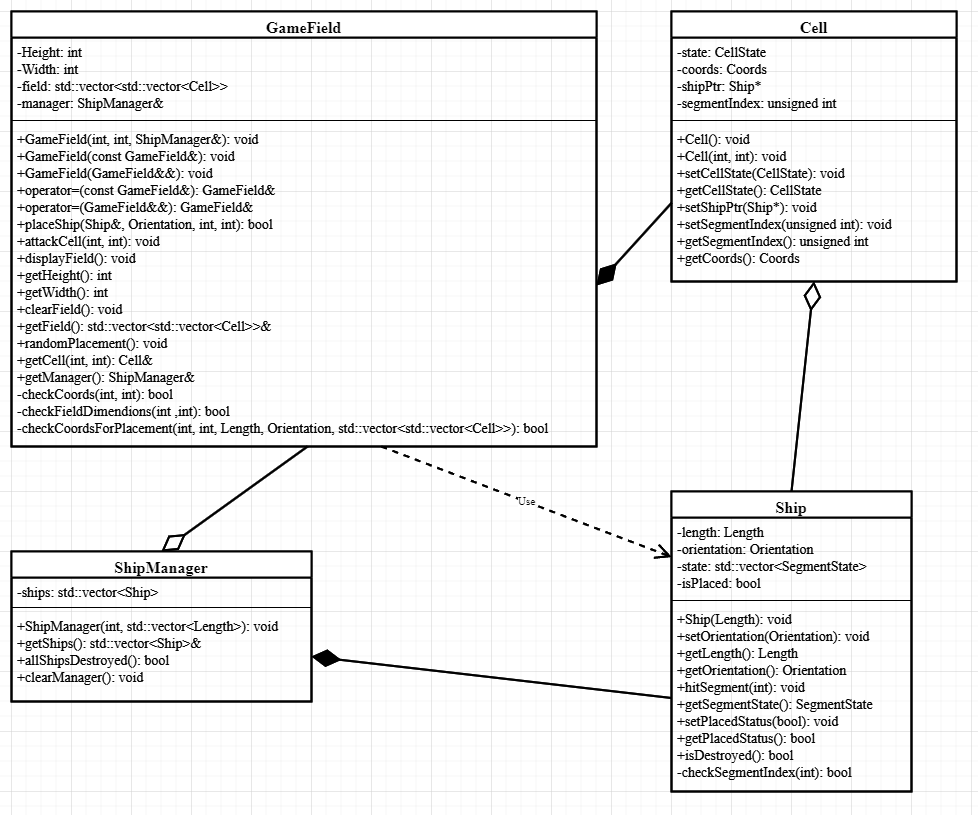 GameField
-Height: int
-Width: int
-field: std::vector<std::vector<Cell>>
-manager: ShipManager&
+GameField(int, int, ShipManager&): void
+GameField(const GameField&): void
+GameField(GameField&&): void
+operator=(const GameField&): GameField&
+operator=(GameField&&): GameField&
+placeShip(Ship&, Orientation, int, int): bool
+attackCell(int, int): void
+displayField(): void
+getHeight(): int
+getWidth(): int
+clearField(): void
+getField(): std::vector<std::vector<Cell>>&
+randomPlacement(): void
+getCell(int, int): Cell&
+getManager(): ShipManager&
-checkCoords(int, int): bool
-checkFieldDimendions(int ,int): bool
-checkCoordsForPlacement(int, int, Length, Orientation, std::vector<std::vector<Cell>>): bool
Cell
-state: CellState
-coords: Coords
-shipPtr: Ship*
-segmentIndex: unsigned int
+Cell(): void
+Cell(int, int): void
+setCellState(CellState): void
+getCellState(): CellState
+setShipPtr(Ship*): void
+setSegmentIndex(unsigned int): void
+getSegmentIndex(): unsigned int
+getCoords(): Coords
Use
ShipManager
-ships: std::vector<Ship>
+ShipManager(int, std::vector<Length>): void
+getShips(): std::vector<Ship>&
+allShipsDestroyed(): bool
+clearManager(): void
Ship
-length: Length
-orientation: Orientation
-state: std::vector<SegmentState>
-isPlaced: bool
+Ship(Length): void
+setOrientation(Orientation): void
+getLength(): Length
+getOrientation(): Orientation
+hitSegment(int): void
+getSegmentState(): SegmentState
+setPlacedStatus(bool): void
+getPlacedStatus(): bool
+isDestroyed(): bool
-checkSegmentIndex(int): bool